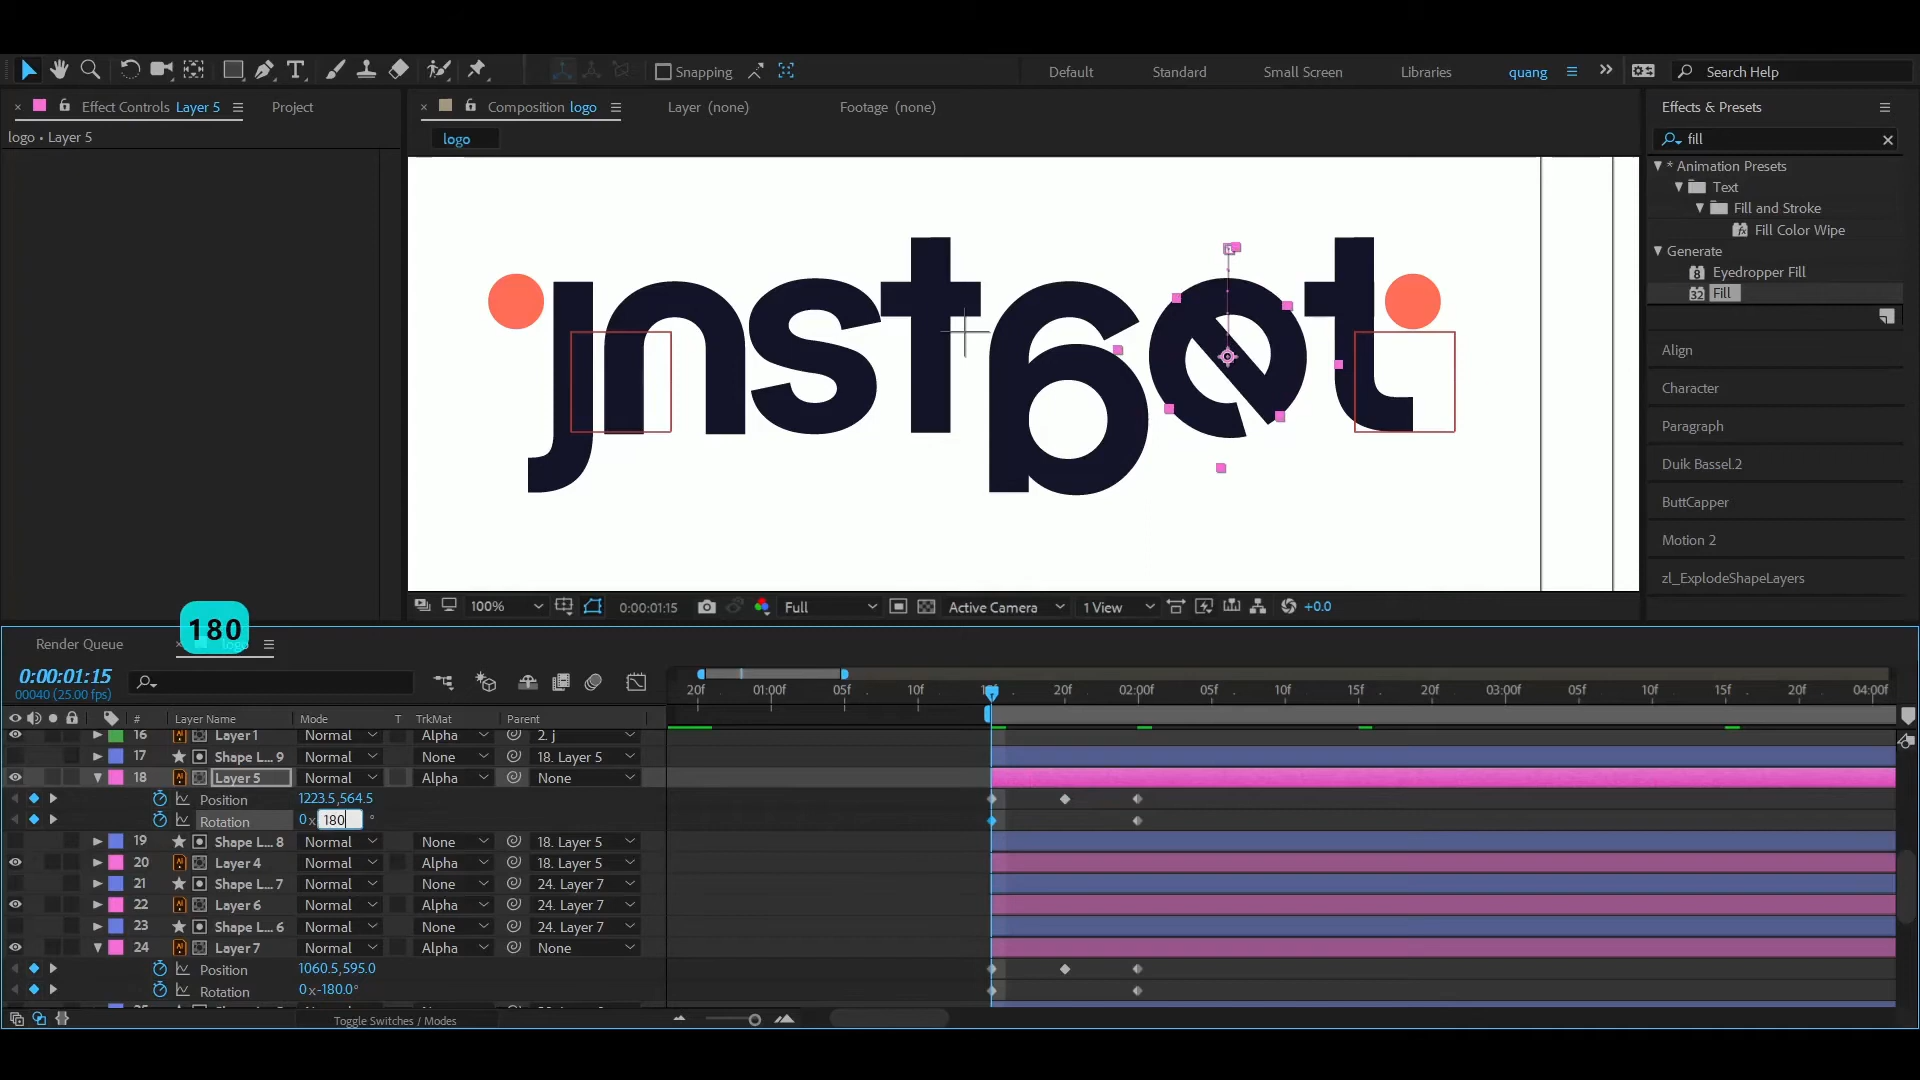 Snapping
Default
Standard
Small Screen
Libraries
quang
Search Help
Effect Controls Layer 5
Project
Composition logo
Layer (none)
Footage (none)
Effects & Presets
logo • Layer 5
logo
fill
* Animation Presets
Text
Fill and Stroke
Fill Color Wipe
Generate
Eyedropper Fill
Fill
Align
Character
Paragraph
Duik Bassel.2
ButtCapper
Motion 2
zl_ExplodeShapeLayers
100%
0:00:01:15
Full
Active Camera
1 View
+0.0
Render Queue
180
0:00:01:15
00040 (25.00 fps)
20f 01:00f 05f 10f 20f 02:00f 05f 10f 15f 20f 03:00f 05f 10f 15f 20f 04:00f
# Layer Name Mode T TrkMat Parent
16 Layer 1 Normal Alpha 2. j
17 Shape L... 9 Normal None 18. Layer 5
18 Layer 5 Normal Alpha None
Position 1223.5,564.5
Rotation 0 x 180 °
19 Shape L... 8 Normal None 18. Layer 5
20 Layer 4 Normal Alpha 18. Layer 5
21 Shape L... 7 Normal None 24. Layer 7
22 Layer 6 Normal Alpha 24. Layer 7
23 Shape L... 6 Normal None 24. Layer 7
24 Layer 7 Normal Alpha None
Position 1060.5,595.0
Rotation 0 x-180.0°
Toggle Switches / Modes